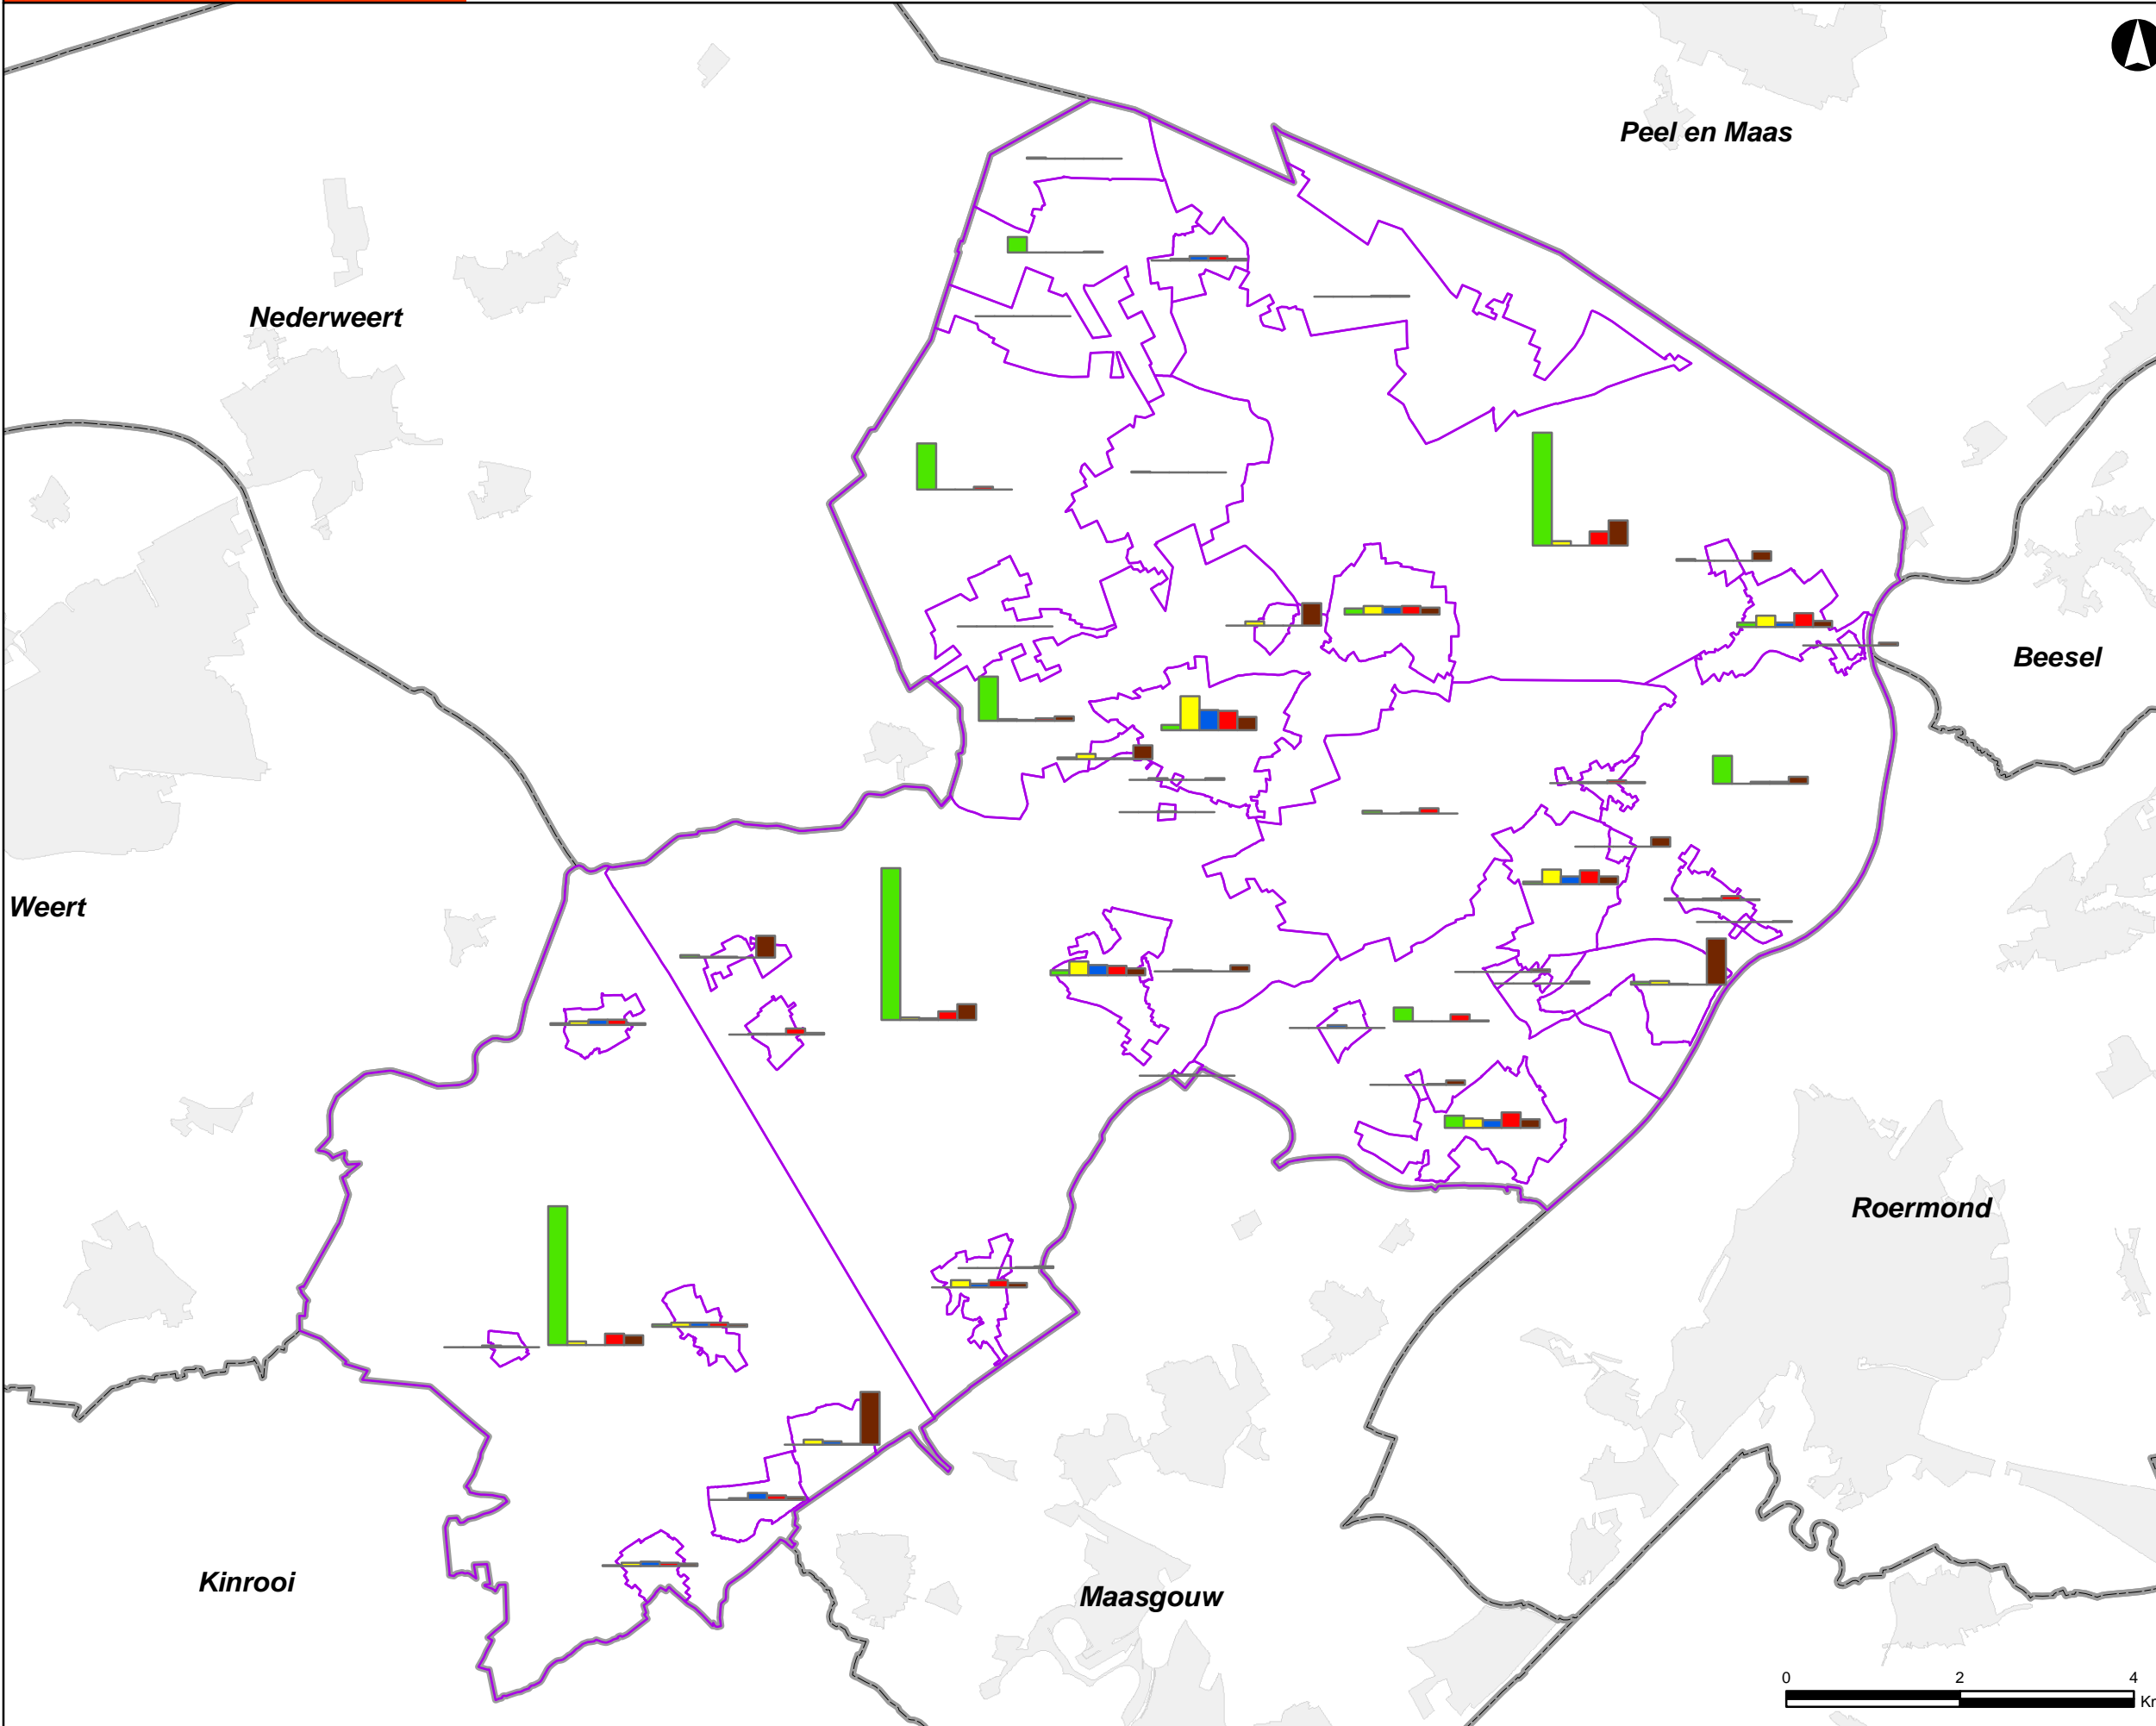 Peel en Maas
Nederweert
Beesel
Weert
Roermond
Kinrooi
Maasgouw
0 2 4